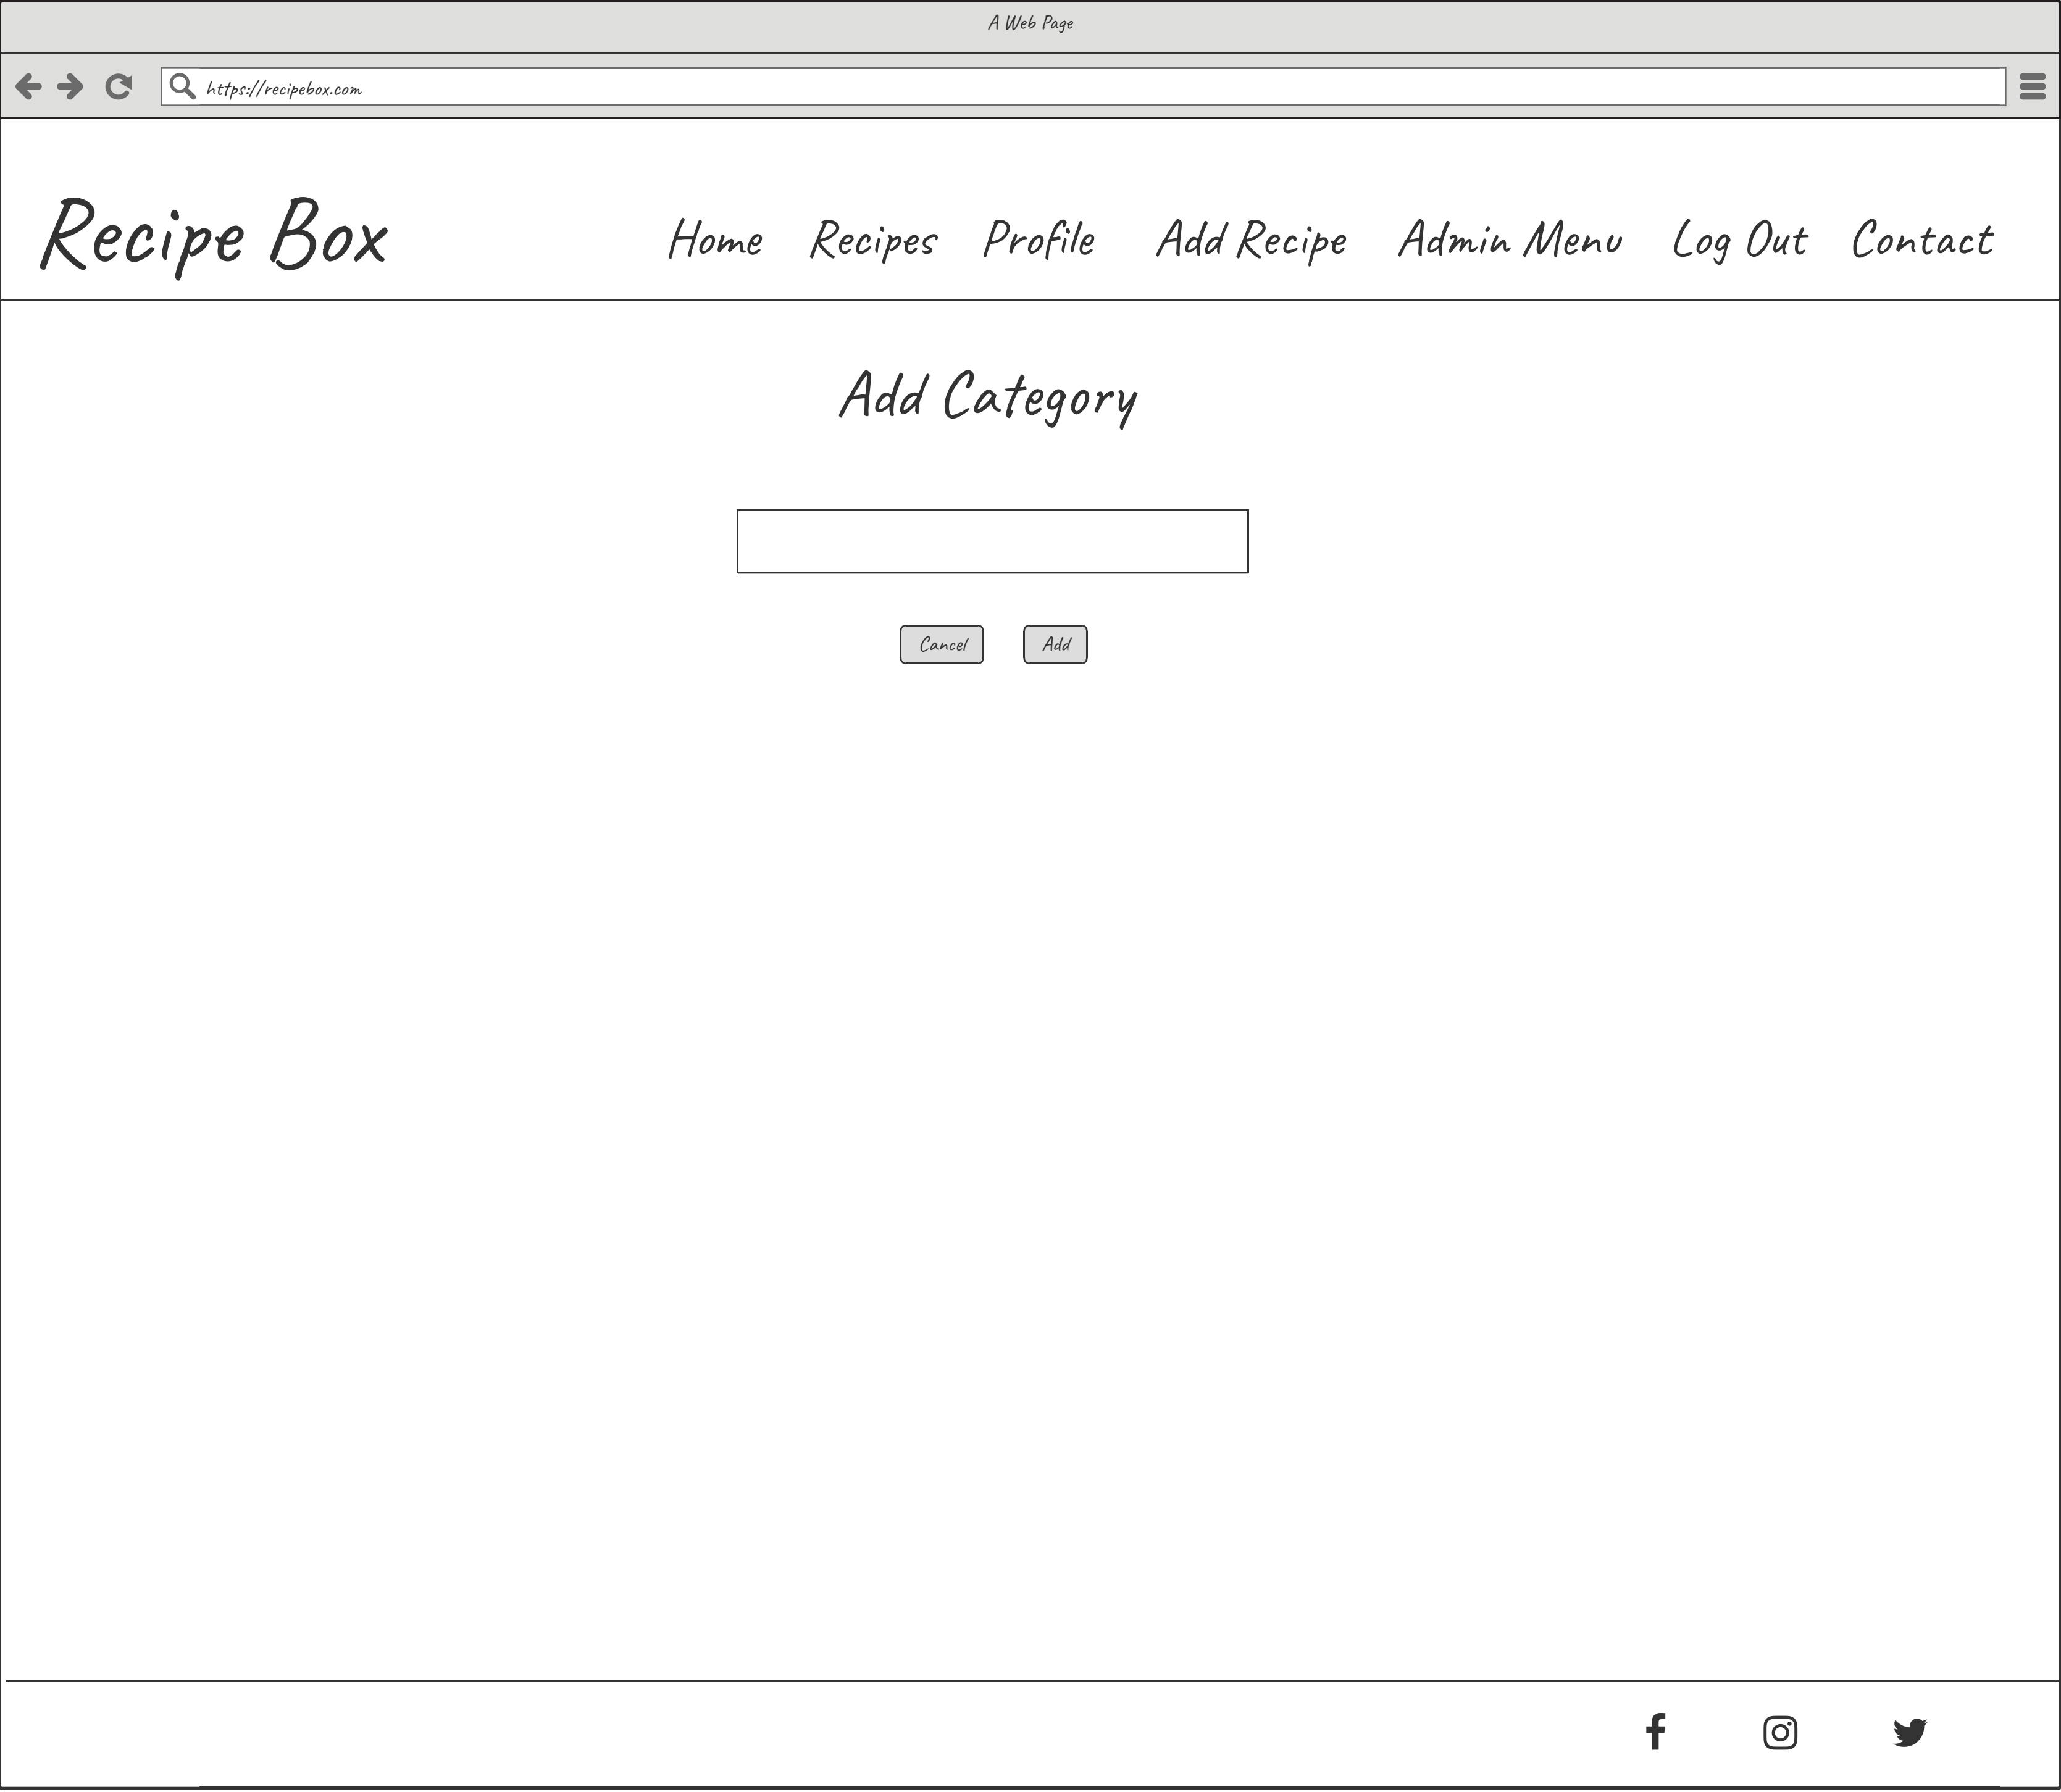 A Web Page
https://recipebox.com
Recipe Box Home Recipes Profile Add Recipe Admin Menu Log Out Contact
Add Category
Cancel Add